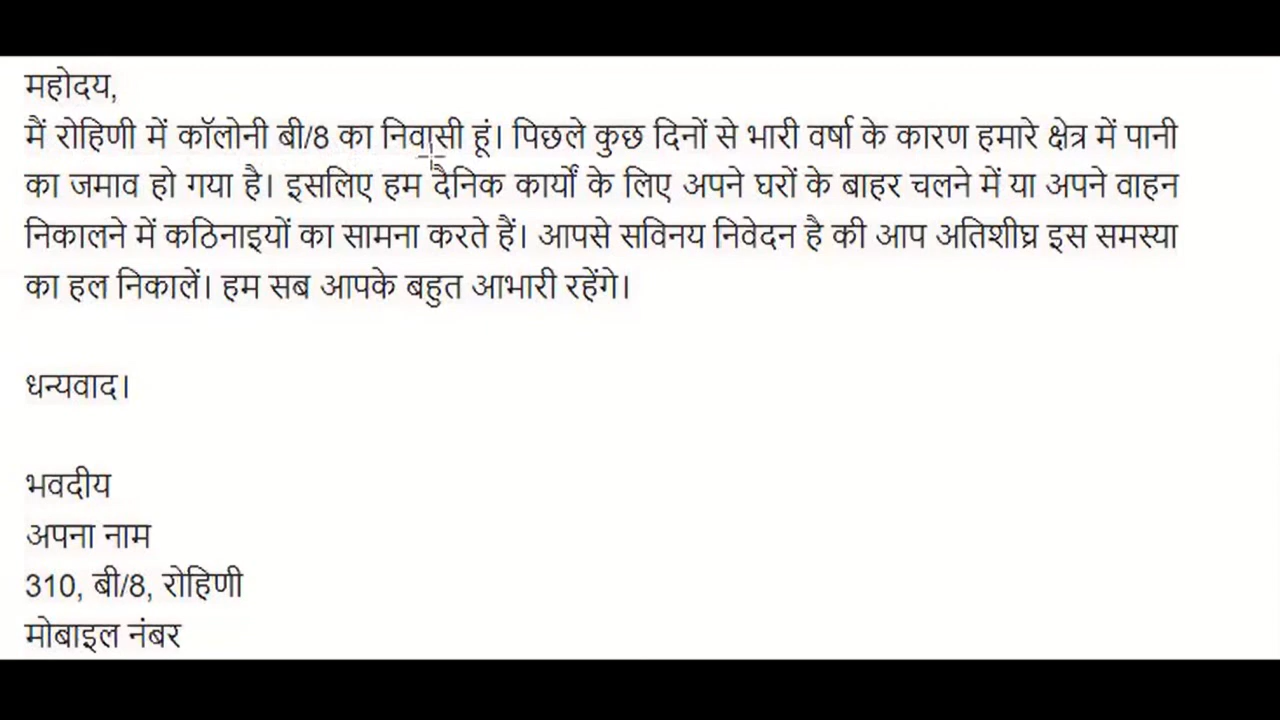 महोदय,
मैं रोहिणी में कॉलोनी बी/8 का निवासी हूं। पिछले कुछ दिनों से भारी वर्षा के कारण हमारे क्षेत्र में पानी
का जमाव हो गया है। इसलिए हम दैनिक कार्यों के लिए अपने घरों के बाहर चलने में या अपने वाहन
निकालने में कठिनाइयों का सामना करते हैं। आपसे सविनय निवेदन है की आप अतिशीघ्र इस समस्या
का हल निकालें। हम सब आपके बहुत आभारी रहेंगे।
धन्यवाद।
भवदीय
अपना नाम
310, बी/8, रोहिणी
मोबाइल नंबर